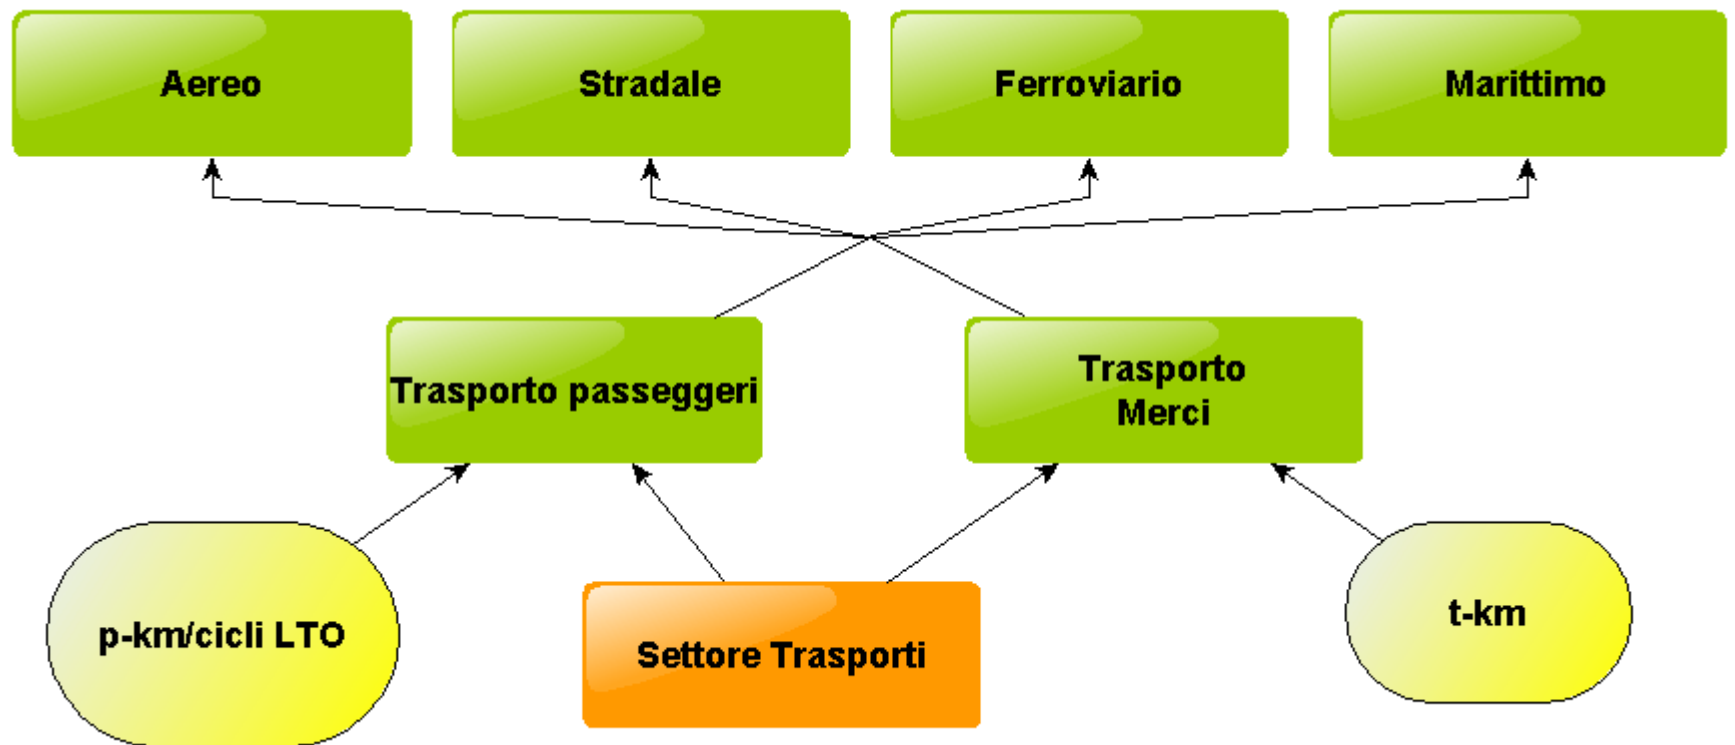 Aereo
Stradale
Ferroviario
Marittimo
Trasporto passeggeri
Trasporto
Merci
p-km/cicli LTO
Settore Trasporti
t-km